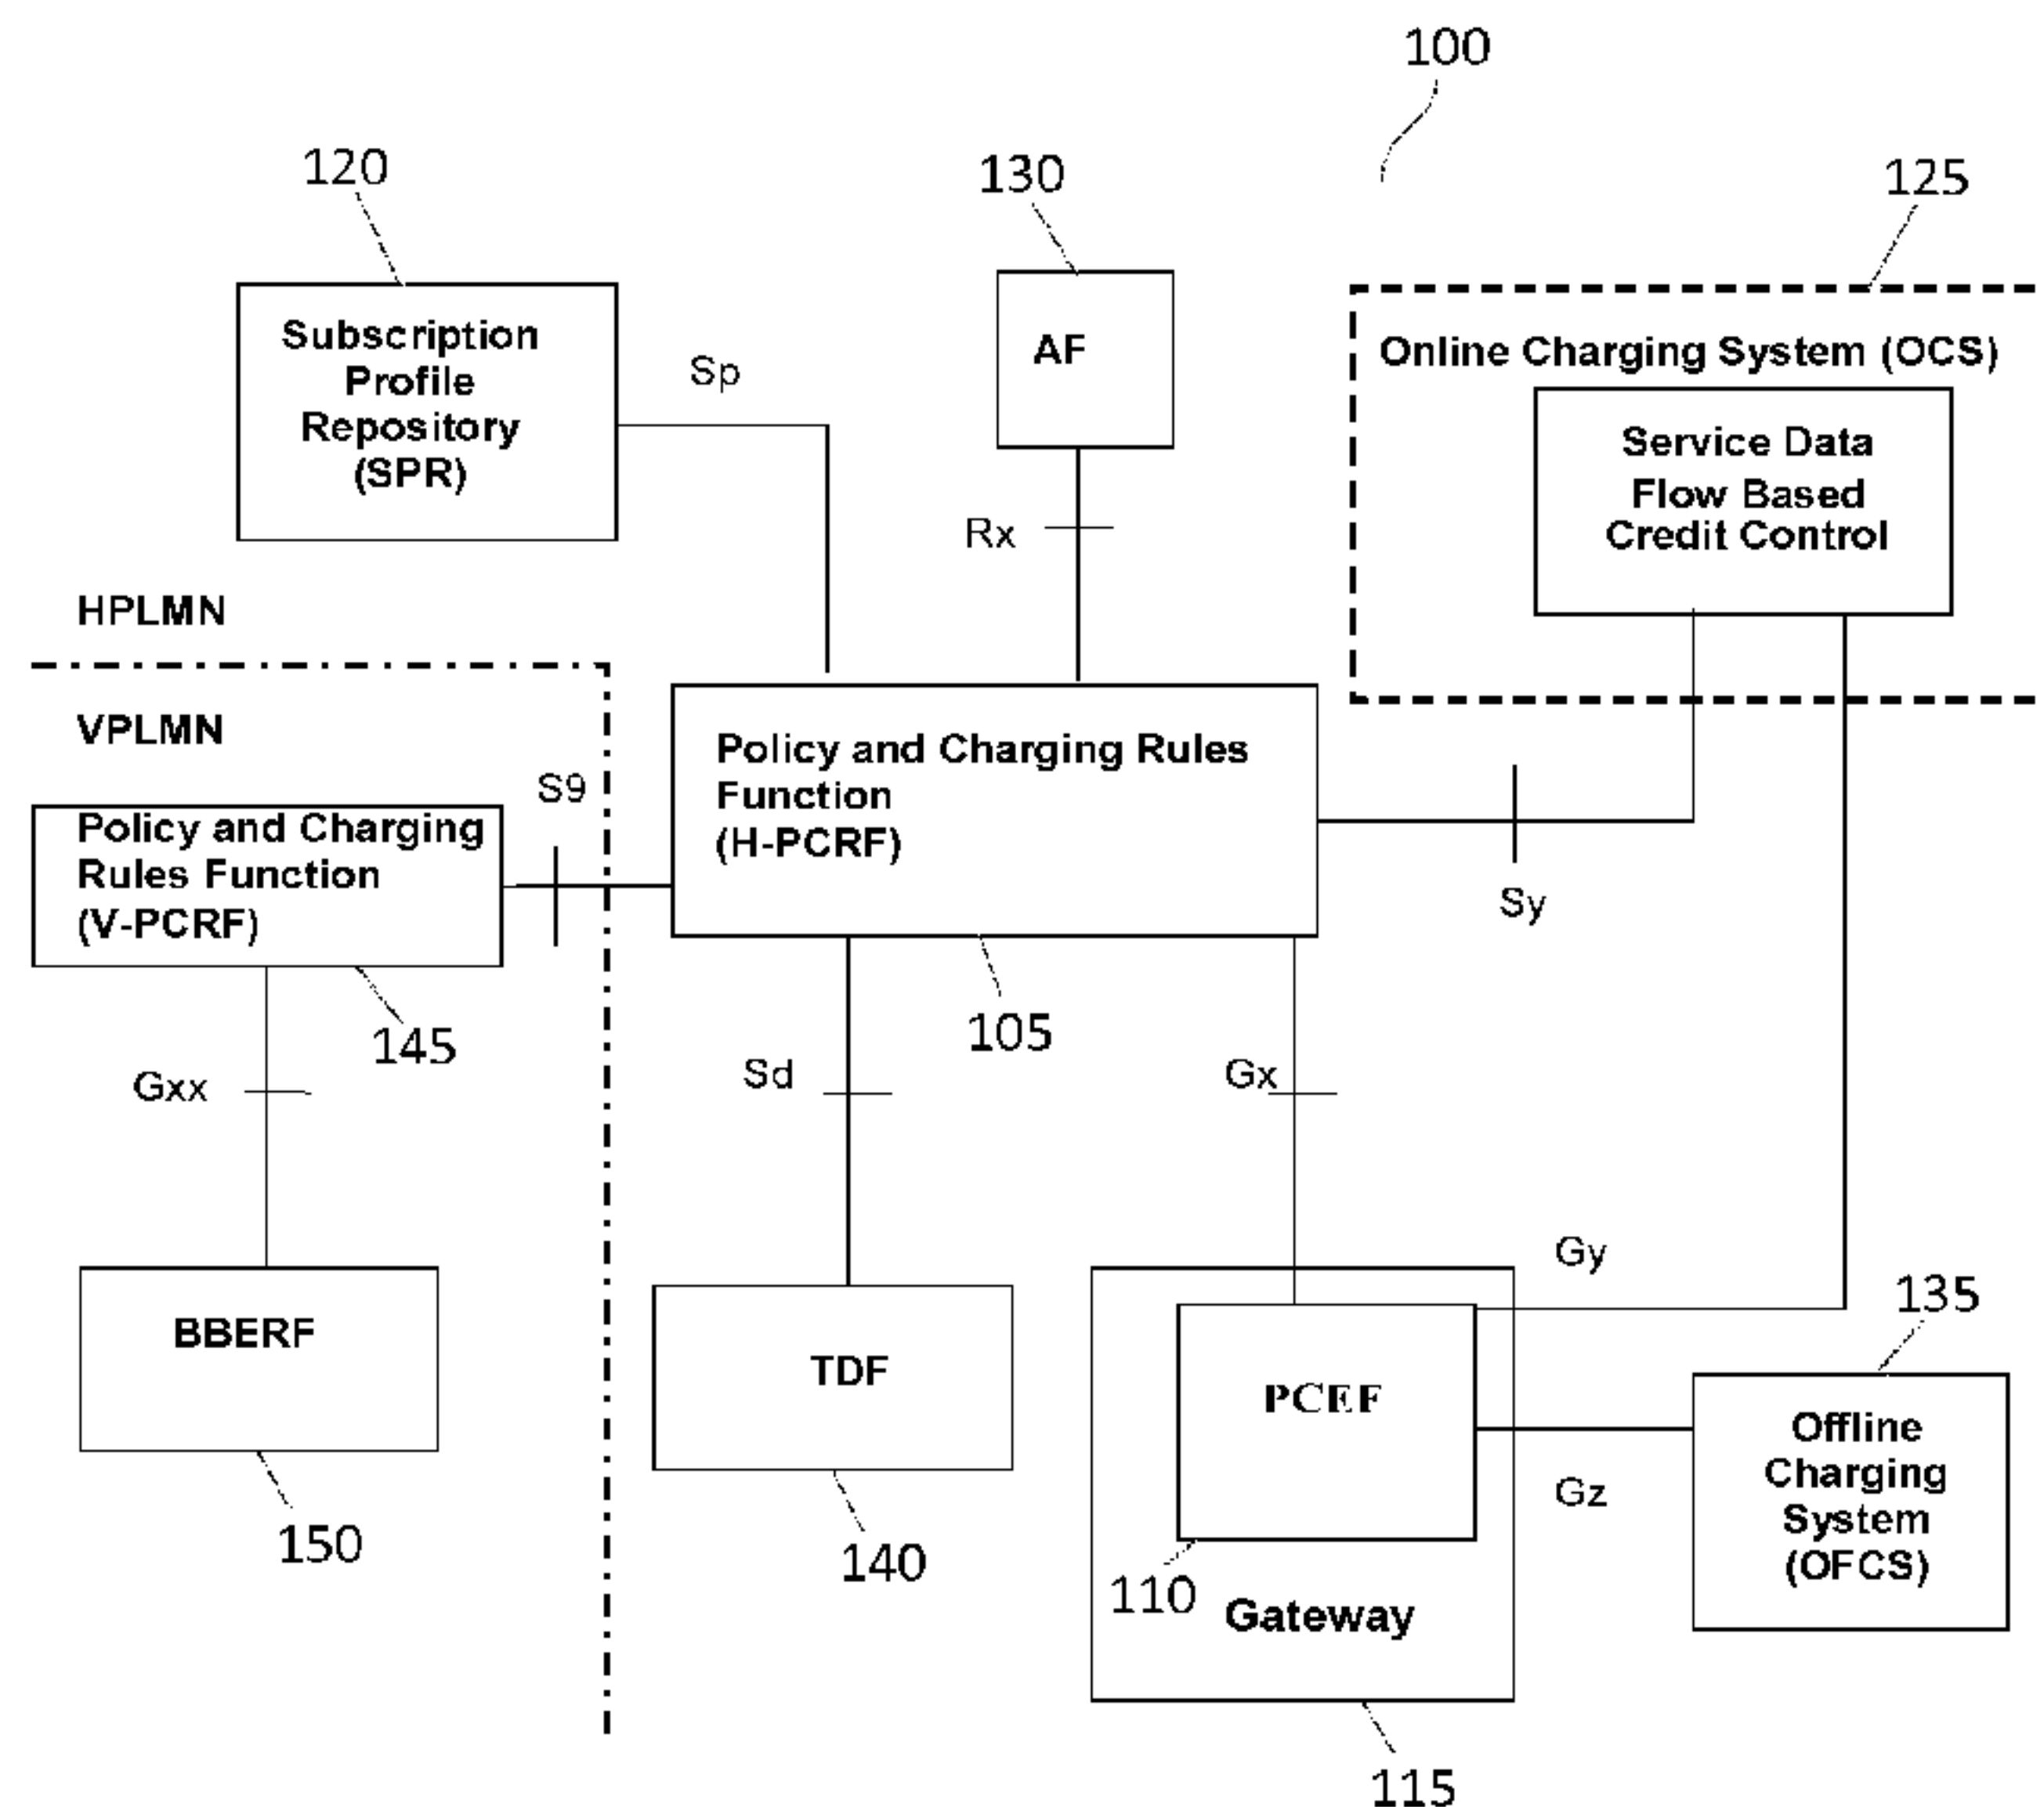 100
120
130
125
Subscription
Profile
Repository
(SPR)
Sp
AF
Online Charging System (OCS)
Service Data
Flow Based
Credit Control
Rx
HPLMN
VPLMN
S9
Policy and Charging Rules
Function
(H-PCRF)
Policy and Charging
Rules Function
(V-PCRF)
Sy
145
105
Gxx
Sd
Gx
Gy
135
BBERF
TDF
PCEF
Offline
Charging
System
(OFCS)
Gz
150
140
110
Gateway
115